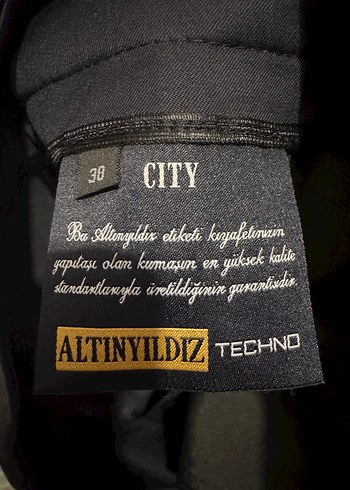 38
CITY
Bu Altınyıldız etiketi kıyafetinizin
yapıtaşı olan kumaşın en yüksek kalite
standartlarıyla üretildiğinin garantisidir.
ALTINYILDIZ TECHNO